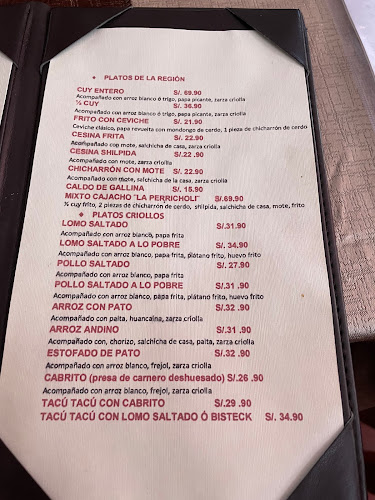 ❖ PLATOS DE LA REGIÓN
CUY ENTERO S/. 69.90
Acompañado con arroz blanco ó trigo, papa picante, zarza criolla
½ CUY S/. 36.90
Acompañado con arroz blanco ó trigo, papa picante, zarza criolla
FRITO CON CEVICHE S/. 21.90
Ceviche clásico, papa revuelta con mondongo de cerdo, 1 pieza de chicharrón de cerdo
CESINA FRITA S/. 22.90
Acompañado con mote, salchicha de casa, zarza criolla
CESINA SHILPIDA S/.22 .90
Acompañado con mote, zarza criolla
CHICHARRÓN CON MOTE S/. 22.90
Acompañado con mote, salchicha de la casa, zarza criolla
CALDO DE GALLINA S/. 15.90
MIXTO CAJACHO "LA PERRICHOLI" S/.69.90
½ cuy frito, 2 piezas de chicharrón de cerdo, shilpida, salchicha de casa, mote, frito
❖ PLATOS CRIOLLOS
LOMO SALTADO S/.31.90
Acompañado con arroz blanco, papa frita
LOMO SALTADO A LO POBRE S/. 34.90
Acompañado con arroz blanco, papa frita, plátano frito, huevo frito
POLLO SALTADO S/. 27.90
Acompañado con arroz blanco, papa frita
POLLO SALTADO A LO POBRE S/.31 .90
Acompañado con arroz blanco, papa frita, plátano frito, huevo frito
ARROZ CON PATO S/.32 .90
Acompañado con palta, huancaina, zarza criolla
ARROZ ANDINO S/.31 .90
Acompañado con, chorizo, salchicha de casa, palta, zarza criolla
ESTOFADO DE PATO S/.32 .90
Acompañado con arroz blanco, frejol, zarza criolla
CABRITO (presa de carnero deshuesado) S/.26 .90
Acompañado con arroz blanco, frejol, zarza criolla
TACÚ TACÚ CON CABRITO S/.29 .90
TACÚ TACÚ CON LOMO SALTADO Ó BISTECK S/. 34.90